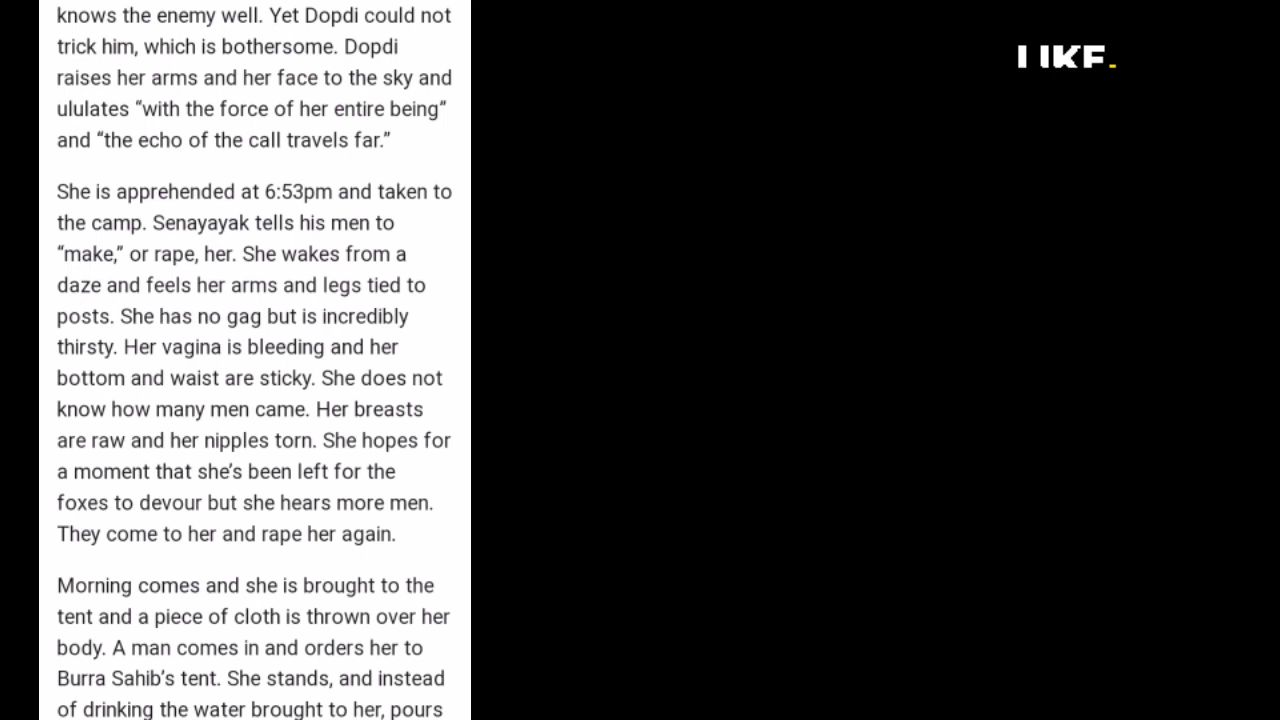 knows the enemy well. Yet Dopdi could not
trick him, which is bothersome. Dopdi
raises her arms and her face to the sky and
ululates “with the force of her entire being”
and “the echo of the call travels far.”
She is apprehended at 6:53pm and taken to
the camp. Senayayak tells his men to
“make,” or rape, her. She wakes from a
daze and feels her arms and legs tied to
posts. She has no gag but is incredibly
thirsty. Her vagina is bleeding and her
bottom and waist are sticky. She does not
know how many men came. Her breasts
are raw and her nipples torn. She hopes for
a moment that she’s been left for the
foxes to devour but she hears more men.
They come to her and rape her again.
Morning comes and she is brought to the
tent and a piece of cloth is thrown over her
body. A man comes in and orders her to
Burra Sahib’s tent. She stands, and instead
of drinking the water brought to her, pours
LIKE.